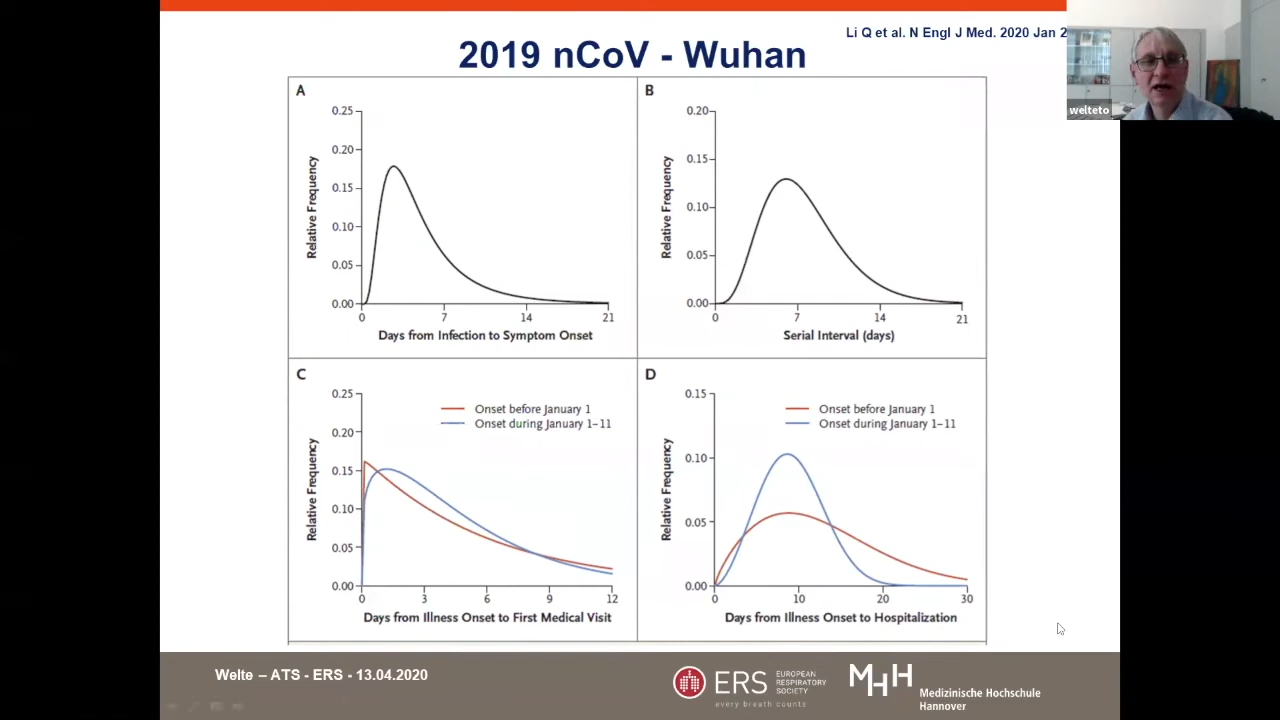 Li Q et al. N Engl J Med. 2020 Jan 2
2019 nCoV - Wuhan
welteto
A
Relative Frequency
0.25
0.20
0.15
0.10
0.05
0.00
0 7 14 21
Days from Infection to Symptom Onset
B
Relative Frequency
0.20
0.15
0.10
0.05
0.00
0 7 14 21
Serial Interval (days)
C
Onset before January 1
Onset during January 1–11
Relative Frequency
0.25
0.20
0.15
0.10
0.05
0.00
0 3 6 9 12
Days from Illness Onset to First Medical Visit
D
Onset before January 1
Onset during January 1–11
Relative Frequency
0.15
0.10
0.05
0.00
0 10 20 30
Days from Illness Onset to Hospitalization
Welte – ATS - ERS - 13.04.2020
ERS
EUROPEAN
RESPIRATORY
SOCIETY
every breath counts
MHH
Medizinische Hochschule
Hannover